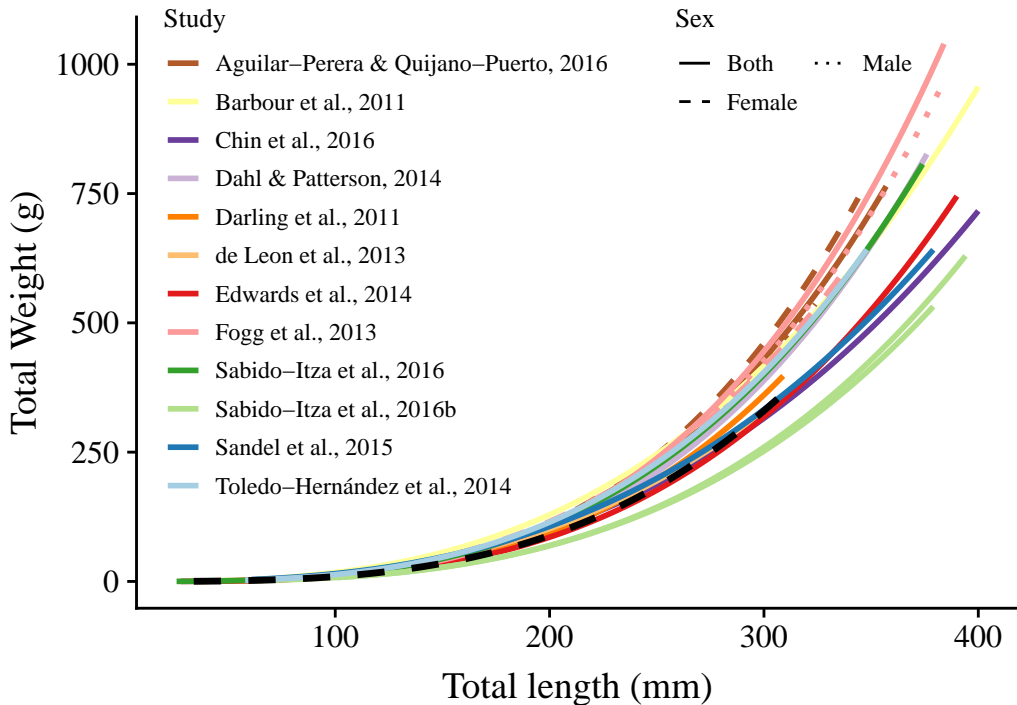 Study
Aguilar−Perera & Quijano−Puerto, 2016
Barbour et al., 2011
Chin et al., 2016
Dahl & Patterson, 2014
Darling et al., 2011
de Leon et al., 2013
Edwards et al., 2014
Fogg et al., 2013
Sabido−Itza et al., 2016
Sabido−Itza et al., 2016b
Sandel et al., 2015
Toledo−Hernández et al., 2014
Sex
Both
Male
Female
Total Weight (g)
1000
750
500
250
0
100
200
300
400
Total length (mm)